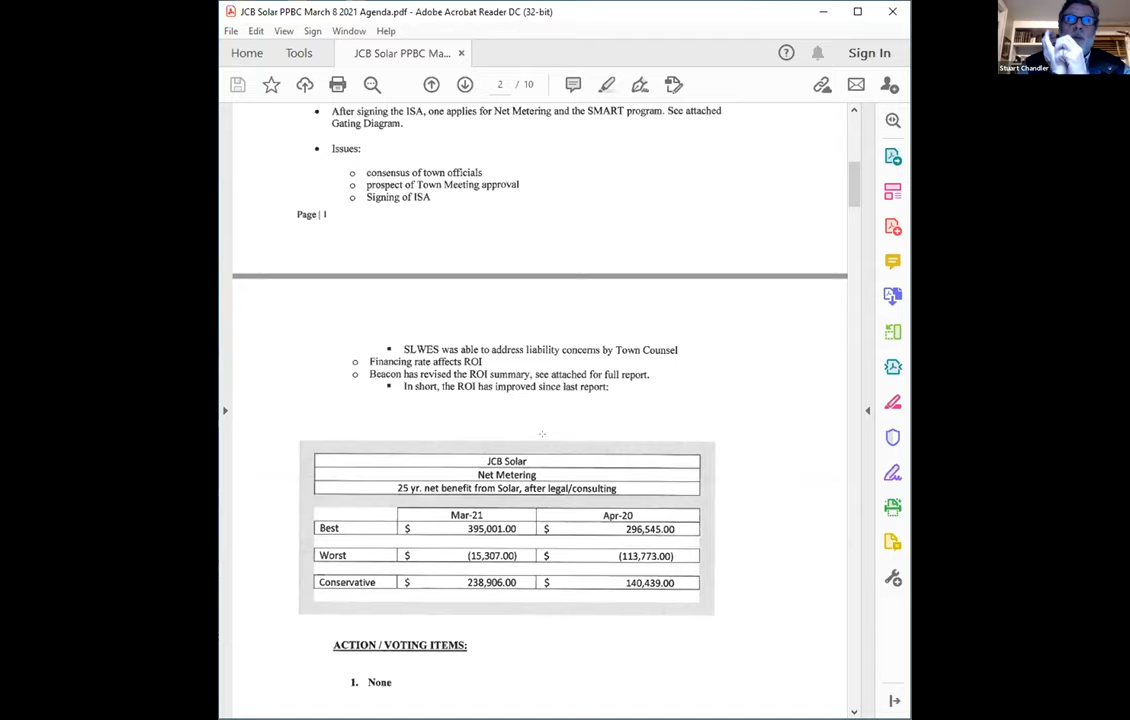 JCB Solar PPBC March 8 2021 Agenda.pdf - Adobe Acrobat Reader DC (32-bit)
File Edit View Sign Window Help
Home Tools JCB Solar PPBC Ma... × Sign In
2 / 10
• After signing the ISA, one applies for Net Metering and the SMART program. See attached
Gating Diagram.
• Issues:
o consensus of town officials
o prospect of Town Meeting approval
o Signing of ISA
Page | 1
▪ SLWES was able to address liability concerns by Town Counsel
o Financing rate affects ROI
o Beacon has revised the ROI summary, see attached for full report.
▪ In short, the ROI has improved since last report:
JCB Solar
Net Metering
25 yr. net benefit from Solar, after legal/consulting
Mar-21 Apr-20
Best $ 395,001.00 $ 296,545.00
Worst $ (15,307.00) $ (113,773.00)
Conservative $ 238,906.00 $ 140,439.00
ACTION / VOTING ITEMS:
1. None
Stuart Chandler